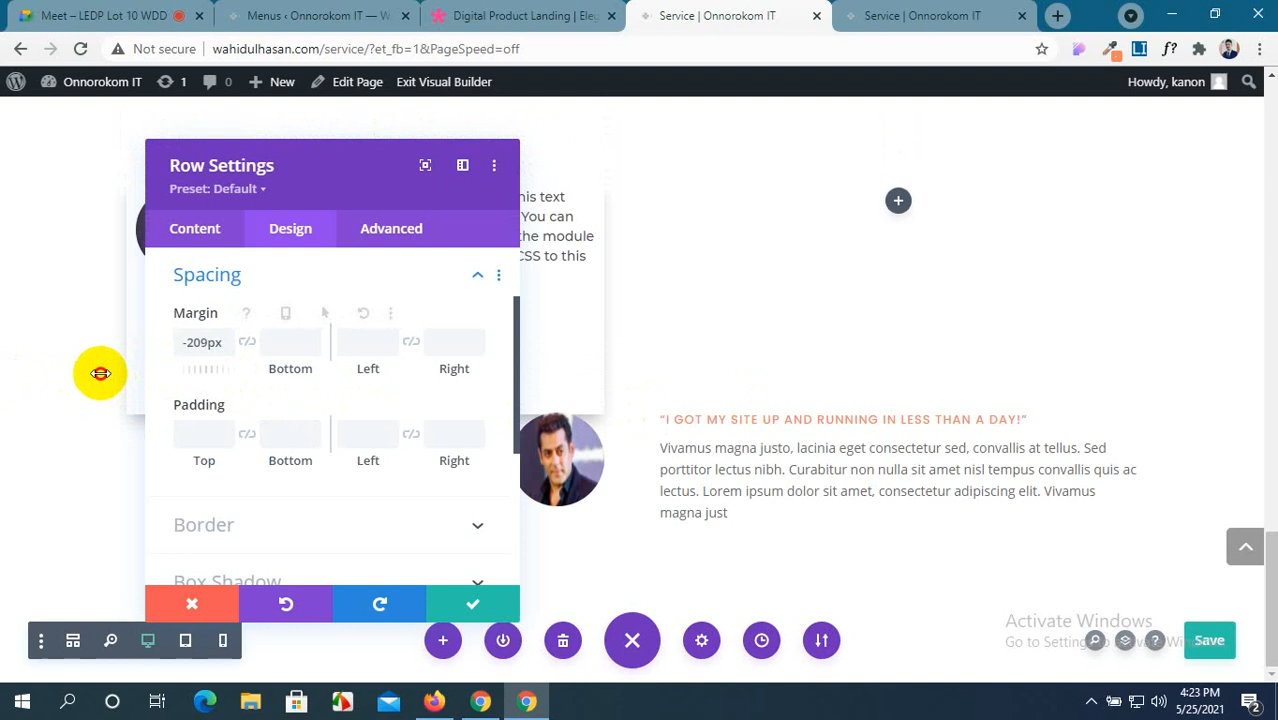 Meet – LEDP Lot 10 WDD
Menus ‹ Onnorokom IT — W
Digital Product Landing | Eleg
Service | Onnorokom IT
Service | Onnorokom IT
Not secure
wahidulhasan.com/service/?et_fb=1&PageSpeed=off
Onnorokom IT
1
0
New
Edit Page
Exit Visual Builder
Howdy, kanon
Row Settings
Preset: Default
Content
Design
Advanced
his text
You can
the module
CSS to this
Spacing
Margin
-209px
Bottom
Left
Right
Padding
Top
Bottom
Left
Right
Border
Box Shadow
“I GOT MY SITE UP AND RUNNING IN LESS THAN A DAY!”
Vivamus magna justo, lacinia eget consectetur sed, convallis at tellus. Sed
porttitor lectus nibh. Curabitur non nulla sit amet nisl tempus convallis quis ac
lectus. Lorem ipsum dolor sit amet, consectetur adipiscing elit. Vivamus
magna just
Activate Windows
Go to Settings to Activate Windows.
Save
4:23 PM
5/25/2021
2